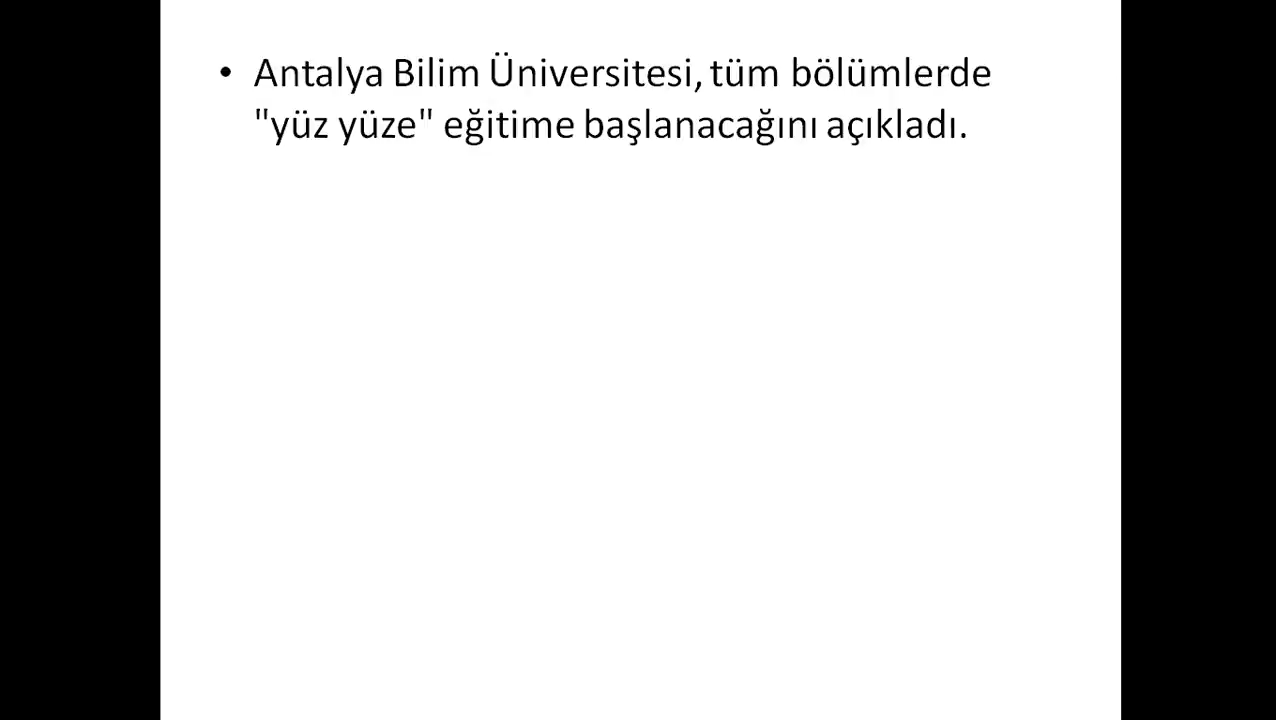 • Antalya Bilim Üniversitesi, tüm bölümlerde
"yüz yüze" eğitime başlanacağını açıkladı.